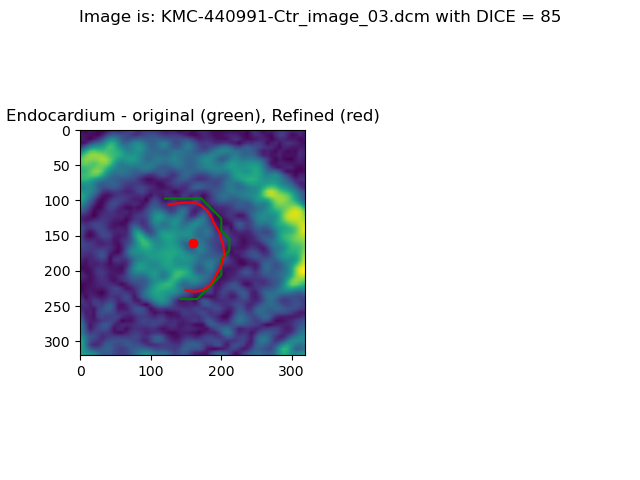 Image is: KMC-440991-Ctr_image_03.dcm with DICE = 85
Endocardium - original (green), Refined (red)
0
50
100
150
200
250
300
0 100 200 300